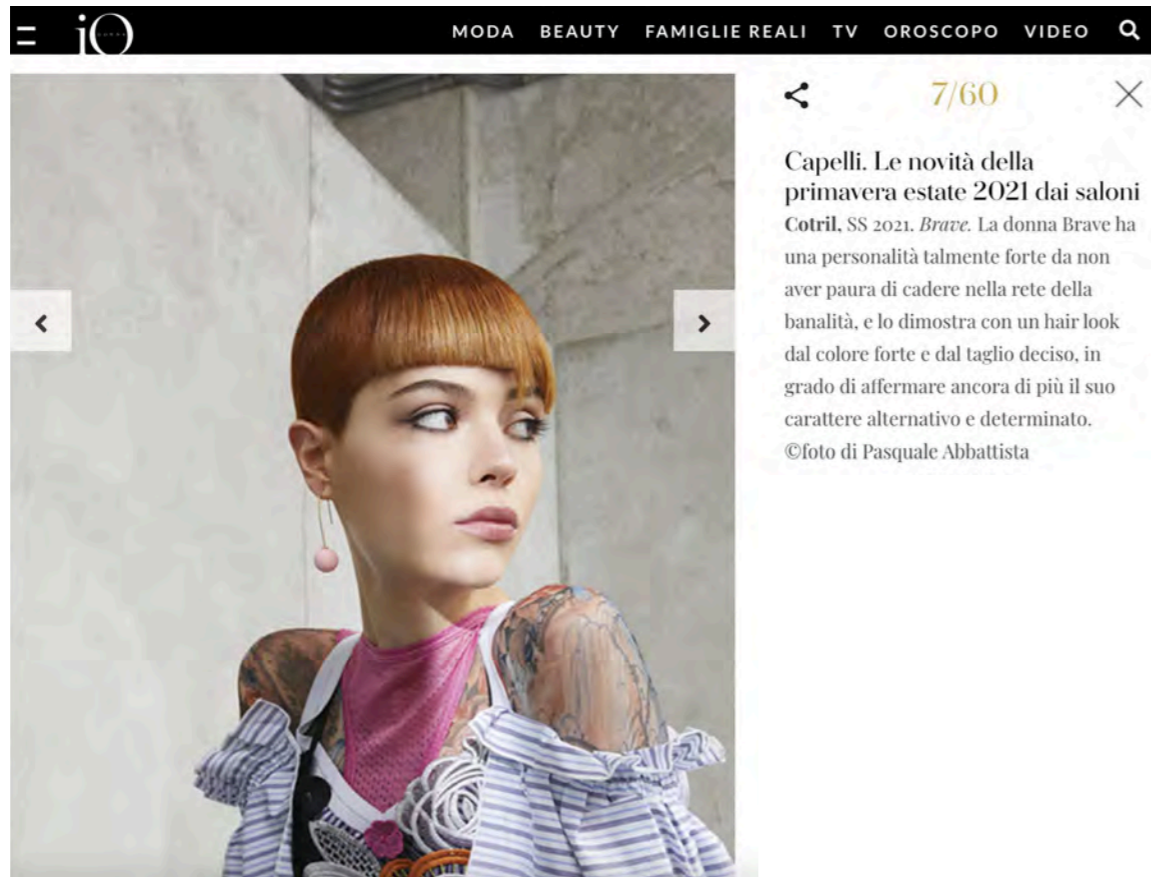 iO
DONNA
MODA BEAUTY FAMIGLIE REALI TV OROSCOPO VIDEO
7/60
Capelli. Le novità della
primavera estate 2021 dai saloni
Cotril, SS 2021. Brave. La donna Brave ha
una personalità talmente forte da non
aver paura di cadere nella rete della
banalità, e lo dimostra con un hair look
dal colore forte e dal taglio deciso, in
grado di affermare ancora di più il suo
carattere alternativo e determinato.
©foto di Pasquale Abbattista